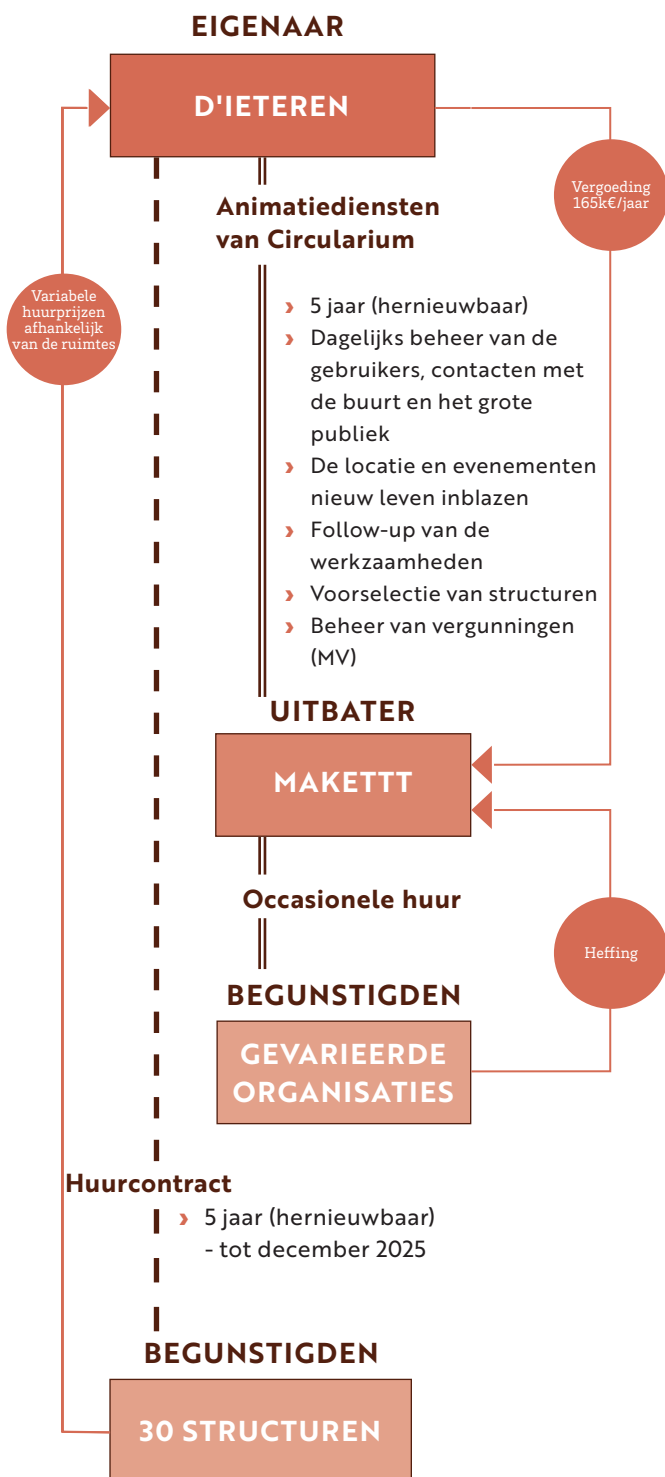 EIGENAAR
D'IETEREN
Vergoeding
165k€/jaar
Animatiediensten
van Circularium
Variabele
huurprijzen
afhankelijk
van de ruimtes
› 5 jaar (hernieuwbaar)
› Dagelijks beheer van de
gebruikers, contacten met
de buurt en het grote
publiek
› De locatie en evenementen
nieuw leven inblazen
› Follow-up van de
werkzaamheden
› Voorselectie van structuren
› Beheer van vergunningen
(MV)
UITBATER
MAKETTT
Occasionele huur
Heffing
BEGUNSTIGDEN
GEVARIEERDE
ORGANISATIES
Huurcontract
› 5 jaar (hernieuwbaar)
- tot december 2025
BEGUNSTIGDEN
30 STRUCTUREN